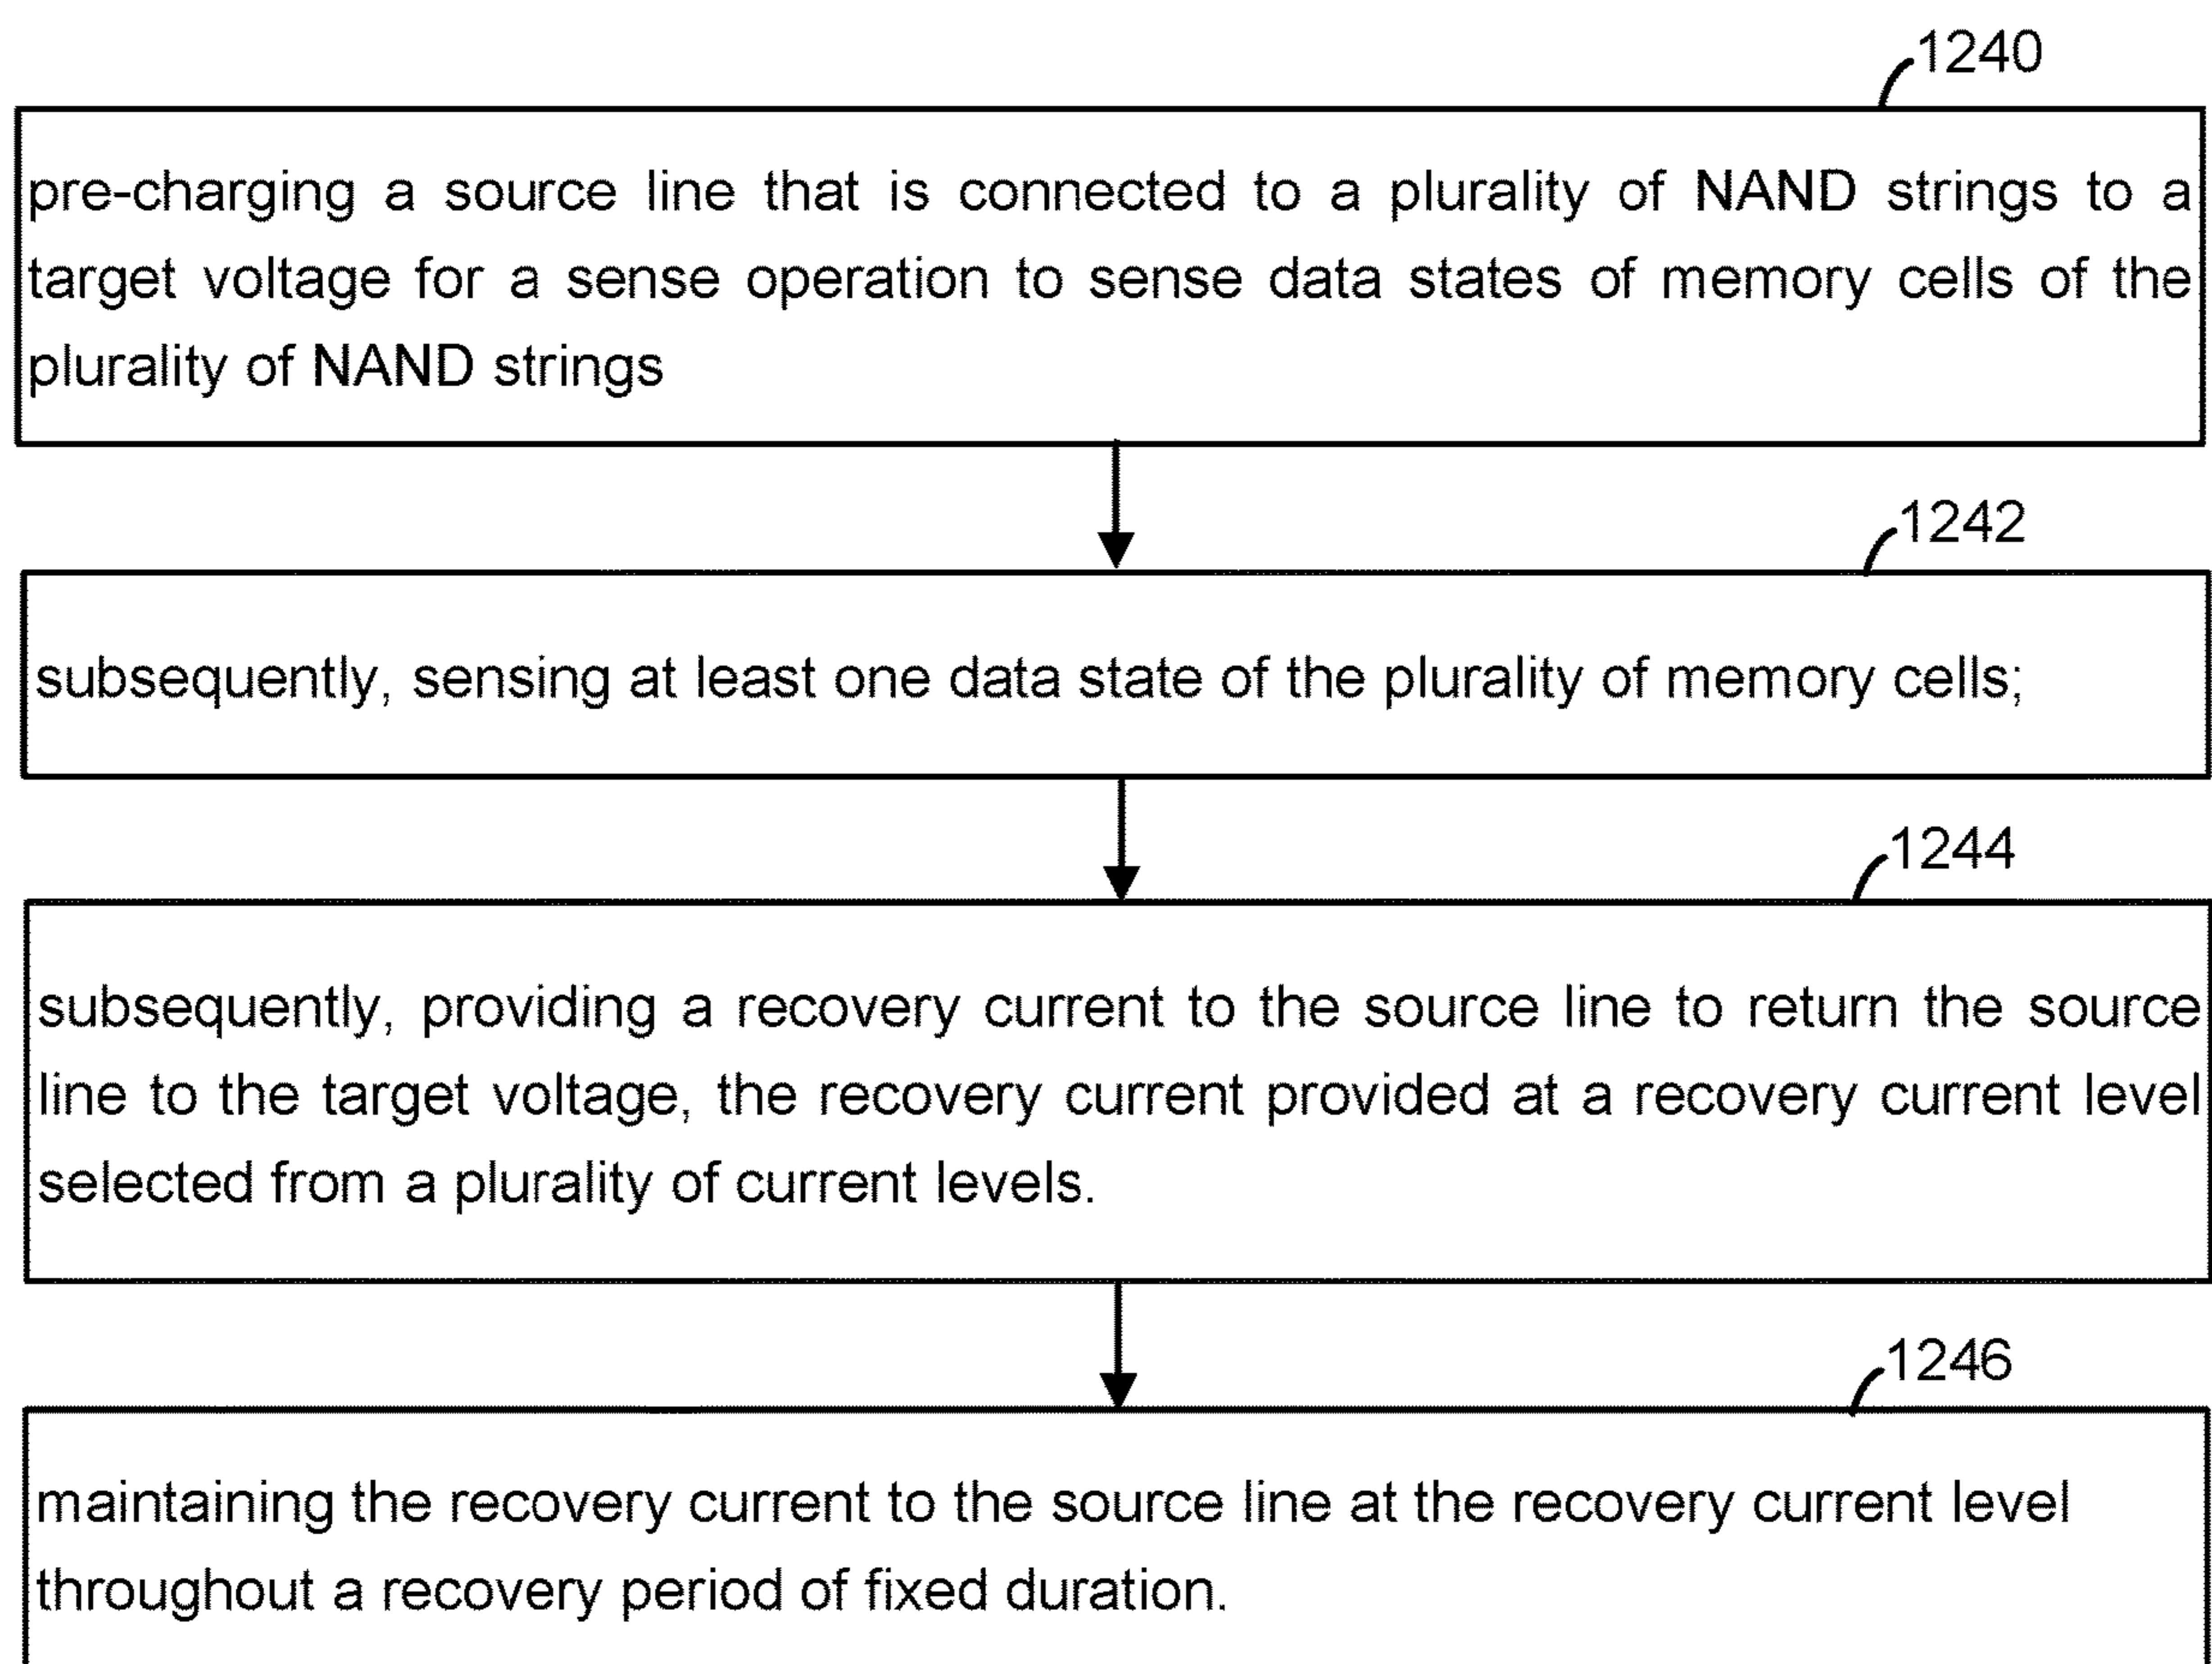 1240
pre-charging a source line that is connected to a plurality of NAND strings to a
target voltage for a sense operation to sense data states of memory cells of the
plurality of NAND strings
1242
subsequently, sensing at least one data state of the plurality of memory cells;
1244
subsequently, providing a recovery current to the source line to return the source
line to the target voltage, the recovery current provided at a recovery current level
selected from a plurality of current levels.
1246
maintaining the recovery current to the source line at the recovery current level
throughout a recovery period of fixed duration.